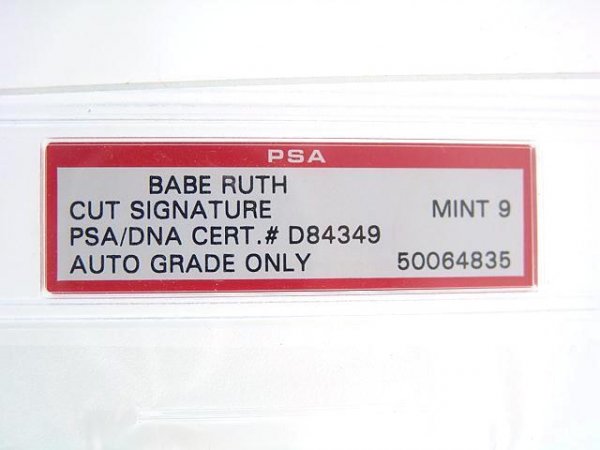 PSA
BABE RUTH
CUT SIGNATURE MINT 9
PSA/DNA CERT.# D84349
AUTO GRADE ONLY 50064835